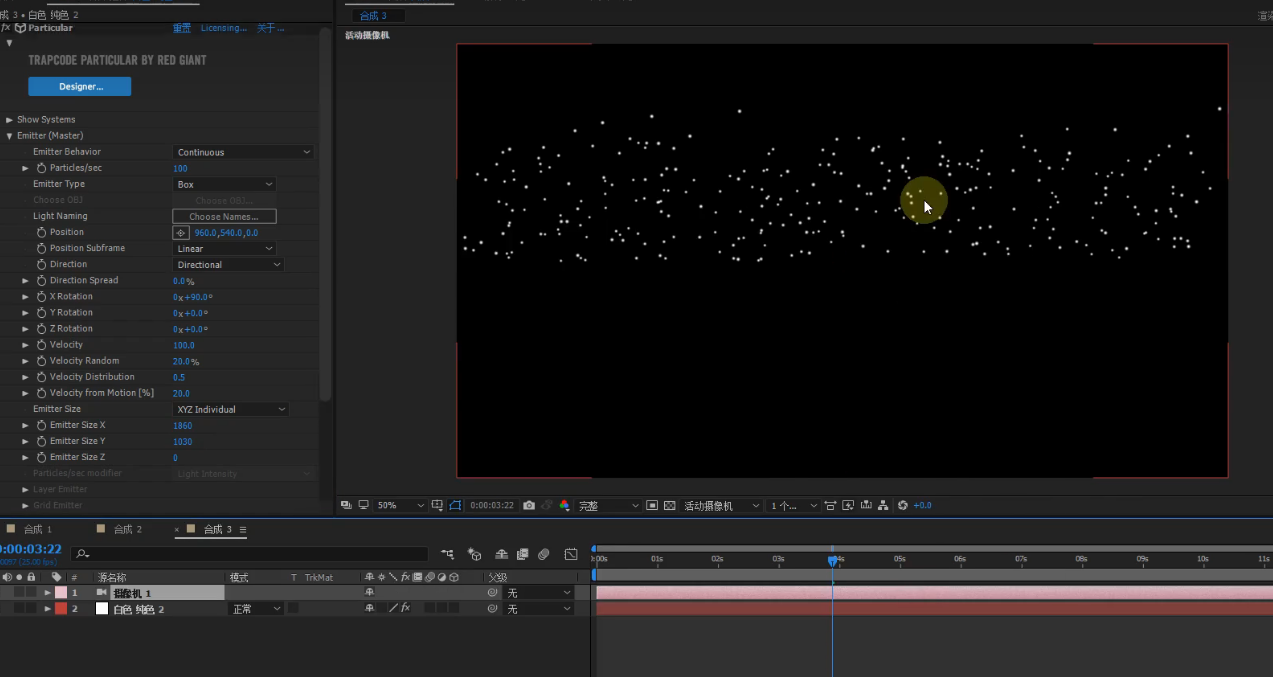 成 3 • 白色 纯色 2
fx Particular 重置 Licensing... 关于...
TRAPCODE PARTICULAR BY RED GIANT
Designer...
Show Systems
Emitter (Master)
Emitter Behavior Continuous
Particles/sec 100
Emitter Type Box
Choose OBJ Choose OBJ...
Light Naming Choose Names...
Position 960.0,540.0,0.0
Position Subframe Linear
Direction Directional
Direction Spread 0.0%
X Rotation 0x+90.0°
Y Rotation 0x+0.0°
Z Rotation 0x+0.0°
Velocity 100.0
Velocity Random 20.0%
Velocity Distribution 0.5
Velocity from Motion [%] 20.0
Emitter Size XYZ Individual
Emitter Size X 1860
Emitter Size Y 1030
Emitter Size Z 0
Particles/sec modifier Light Intensity
Layer Emitter
Grid Emitter
合成 3
渲
活动摄像机
50% 0:00:03:22 完整 活动摄像机 1 个... +0.0
合成 1 合成 2 × 合成 3
0:00:03:22
(25.00 fps)
# 源名称 模式 T TrkMat fx 父级
1 摄像机 1 无
2 白色 纯色 2 正常 fx 无
:00s 01s 02s 03s 04s 05s 06s 07s 08s 09s 10s 11s